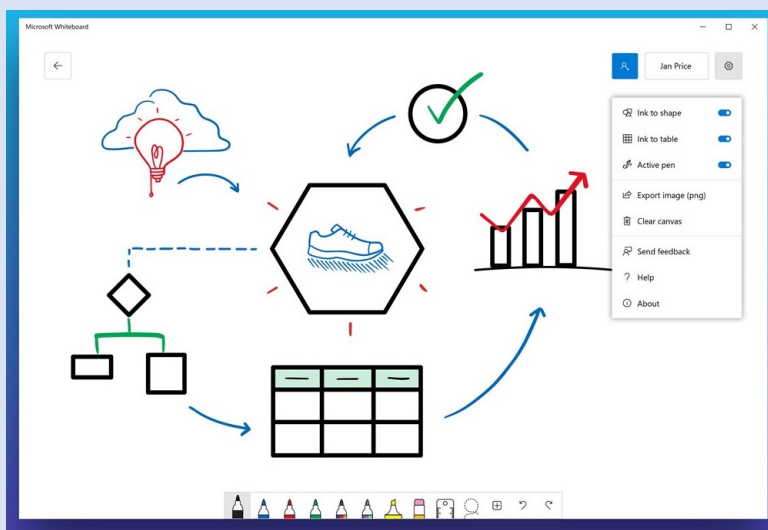 Microsoft Whiteboard
Jan Price
Ink to shape
Ink to table
Active pen
Export image (png)
Clear canvas
Send feedback
? Help
About